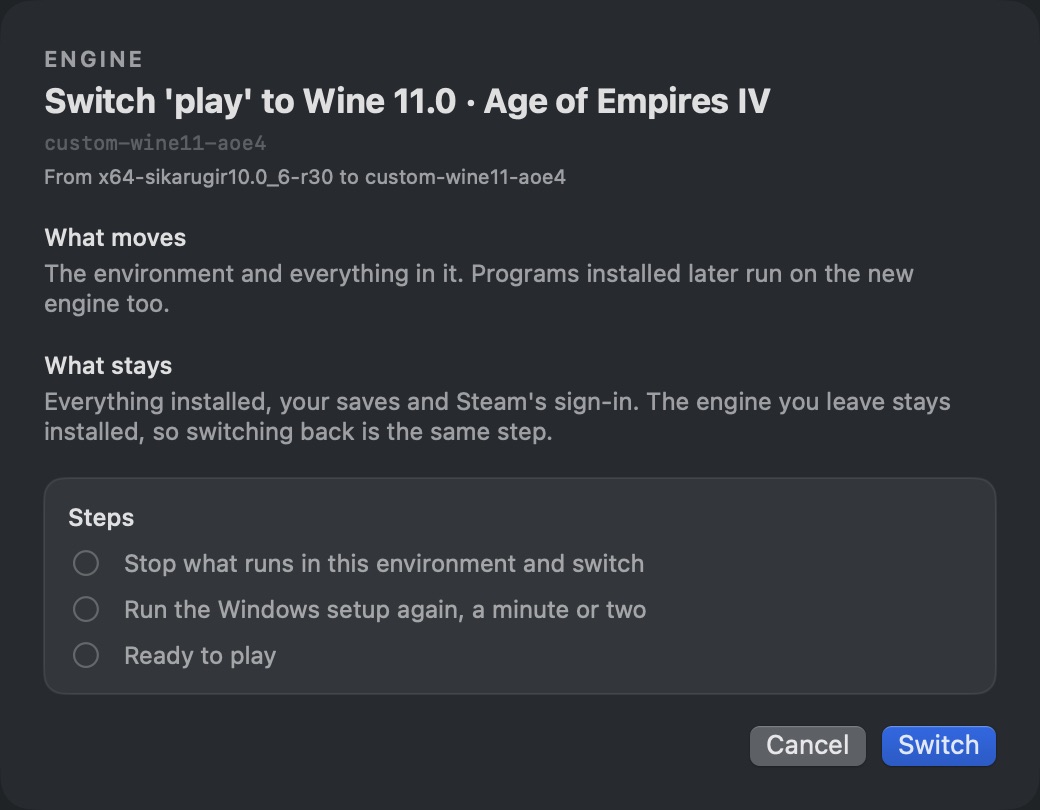 ENGINE
Switch 'play' to Wine 11.0 · Age of Empires IV
custom-wine11-aoe4
From x64-sikarugir10.0_6-r30 to custom-wine11-aoe4
What moves
The environment and everything in it. Programs installed later run on the new
engine too.
What stays
Everything installed, your saves and Steam's sign-in. The engine you leave stays
installed, so switching back is the same step.
Steps
Stop what runs in this environment and switch
Run the Windows setup again, a minute or two
Ready to play
Cancel Switch